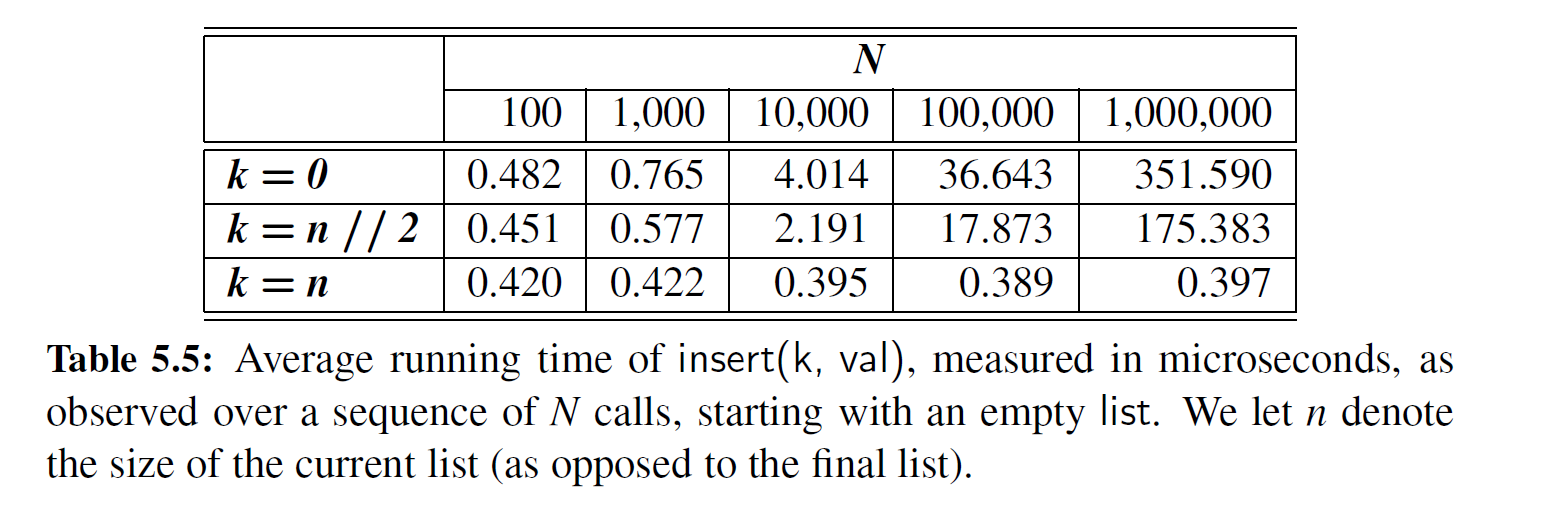 N
100 1,000 10,000 100,000 1,000,000
k = 0 0.482 0.765 4.014 36.643 351.590
k = n // 2 0.451 0.577 2.191 17.873 175.383
k = n 0.420 0.422 0.395 0.389 0.397
Table 5.5: Average running time of insert(k, val), measured in microseconds, as
observed over a sequence of N calls, starting with an empty list. We let n denote
the size of the current list (as opposed to the final list).